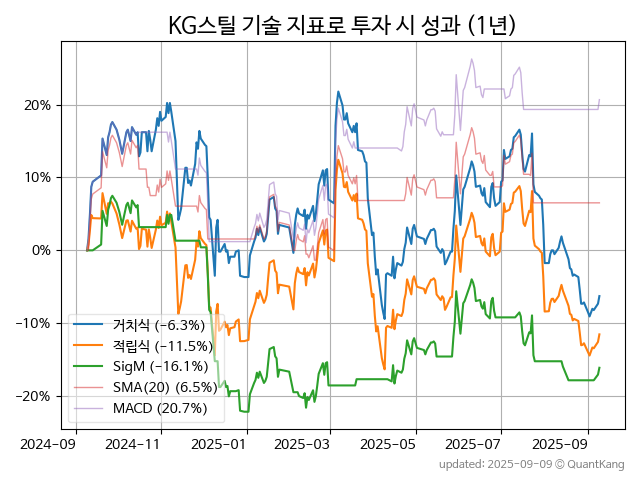 KG스틸 기술 지표로 투자 시 성과 (1년)
20%
10%
0%
−10%
−20%
거치식 (−6.3%)
적립식 (−11.5%)
SigM (−16.1%)
SMA(20) (6.5%)
MACD (20.7%)
2024-09
2024-11
2025-01
2025-03
2025-05
2025-07
2025-09
updated: 2025-09-09 © QuantKang